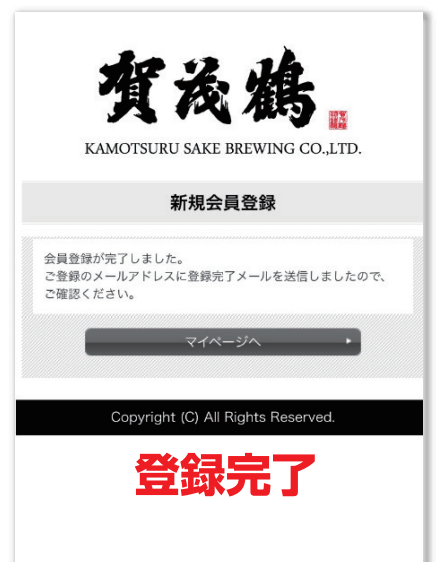 賀茂鶴
KAMOTSURU SAKE BREWING CO.,LTD.
新規会員登録
会員登録が完了しました。
ご登録のメールアドレスに登録完了メールを送信しましたので、
ご確認ください。
マイページへ
Copyright (C) All Rights Reserved.
登録完了